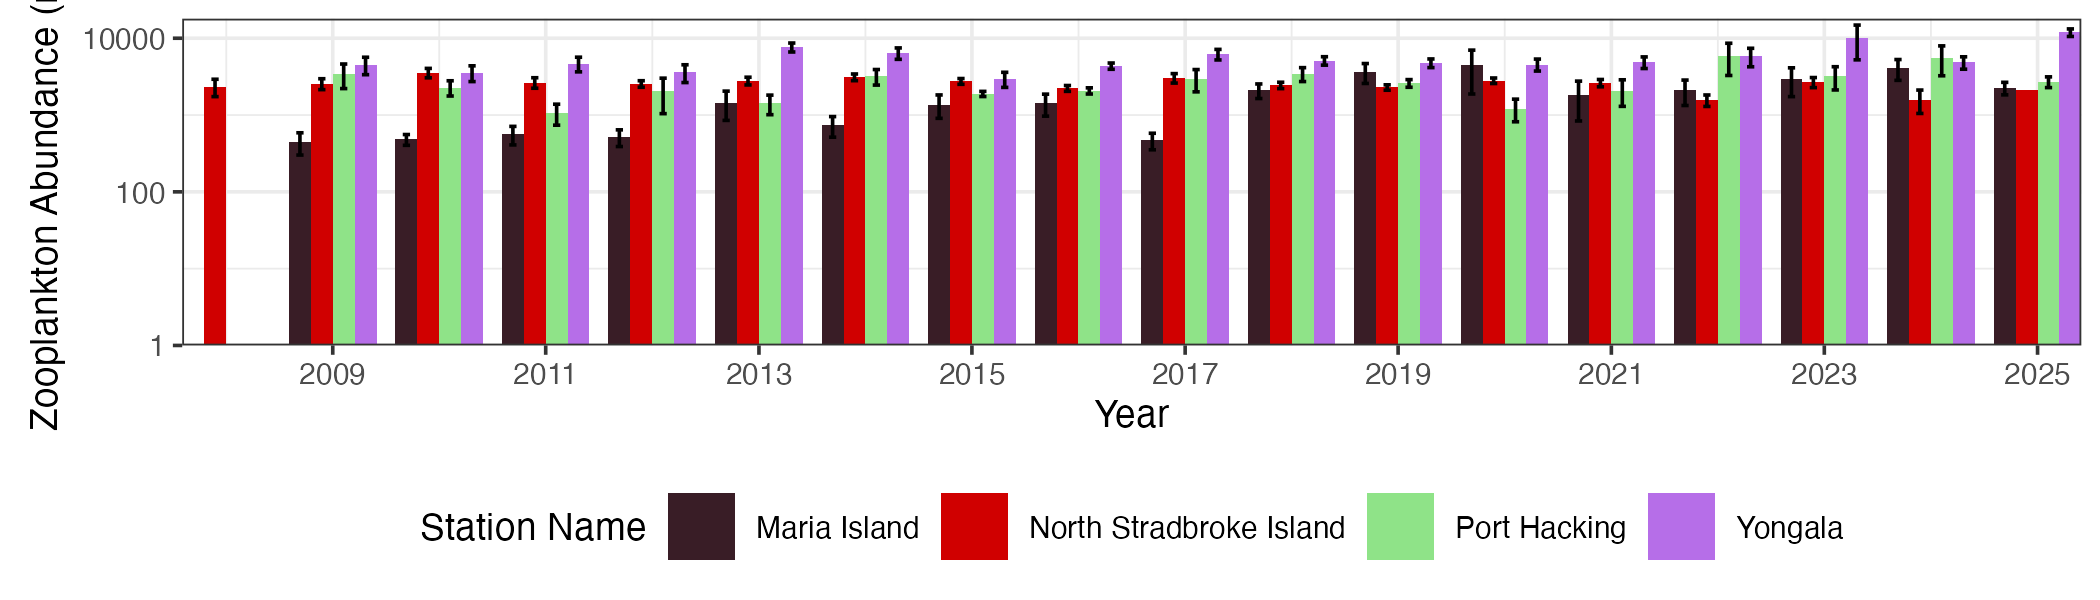 Zooplankton Abundance (
10000
100
1
2009 2011 2013 2015 2017 2019 2021 2023 2025
Year
Station Name Maria Island North Stradbroke Island Port Hacking Yongala